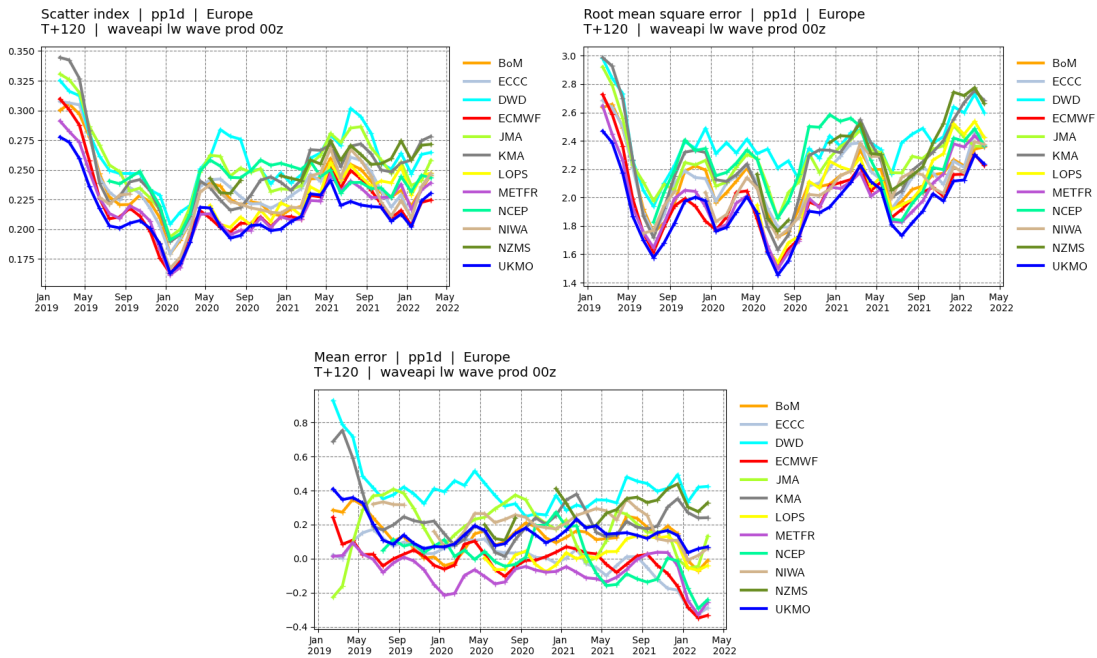 Scatter index | pp1d | Europe
T+120 | waveapi lw wave prod 00z
0.350
0.325
0.300
0.275
0.250
0.225
0.200
0.175
Jan 2019
May 2019
Sep 2019
Jan 2020
May 2020
Sep 2020
Jan 2021
May 2021
Sep 2021
Jan 2022
May 2022
BoM
ECCC
DWD
ECMWF
JMA
KMA
LOPS
METFR
NCEP
NIWA
NZMS
UKMO
Root mean square error | pp1d | Europe
T+120 | waveapi lw wave prod 00z
3.0
2.8
2.6
2.4
2.2
2.0
1.8
1.6
1.4
Jan 2019
May 2019
Sep 2019
Jan 2020
May 2020
Sep 2020
Jan 2021
May 2021
Sep 2021
Jan 2022
May 2022
BoM
ECCC
DWD
ECMWF
JMA
KMA
LOPS
METFR
NCEP
NIWA
NZMS
UKMO
Mean error | pp1d | Europe
T+120 | waveapi lw wave prod 00z
0.8
0.6
0.4
0.2
0.0
−0.2
−0.4
Jan 2019
May 2019
Sep 2019
Jan 2020
May 2020
Sep 2020
Jan 2021
May 2021
Sep 2021
Jan 2022
May 2022
BoM
ECCC
DWD
ECMWF
JMA
KMA
LOPS
METFR
NCEP
NIWA
NZMS
UKMO